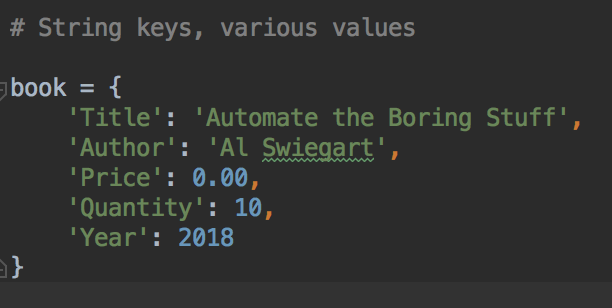 # String keys, various values
book = {
    'Title': 'Automate the Boring Stuff',
    'Author': 'Al Swiegart',
    'Price': 0.00,
    'Quantity': 10,
    'Year': 2018
}